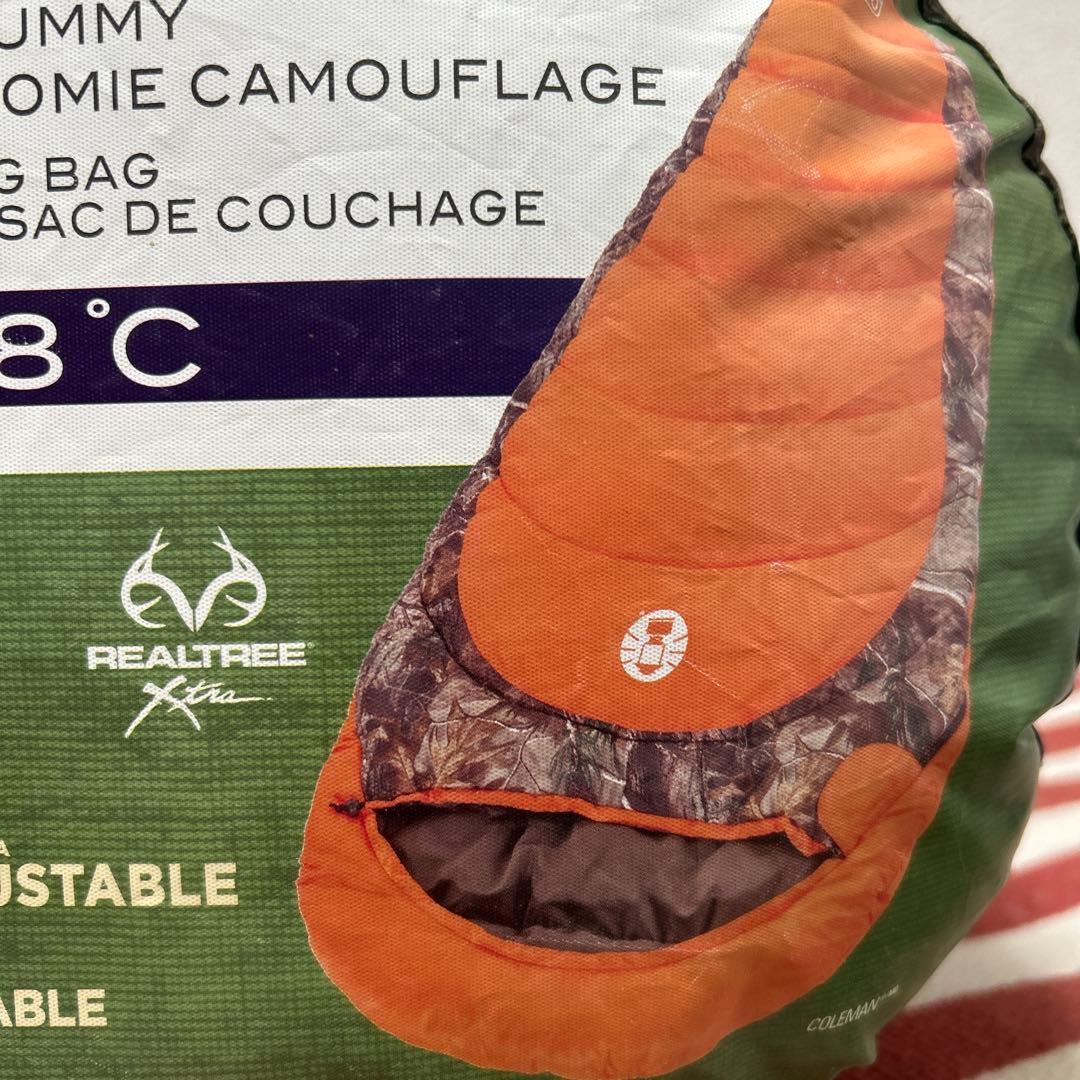 UMMY
OMIE CAMOUFLAGE
G BAG
SAC DE COUCHAGE
8°C
REALTREE
Xtra
A
USTABLE
ABLE
COLEMAN